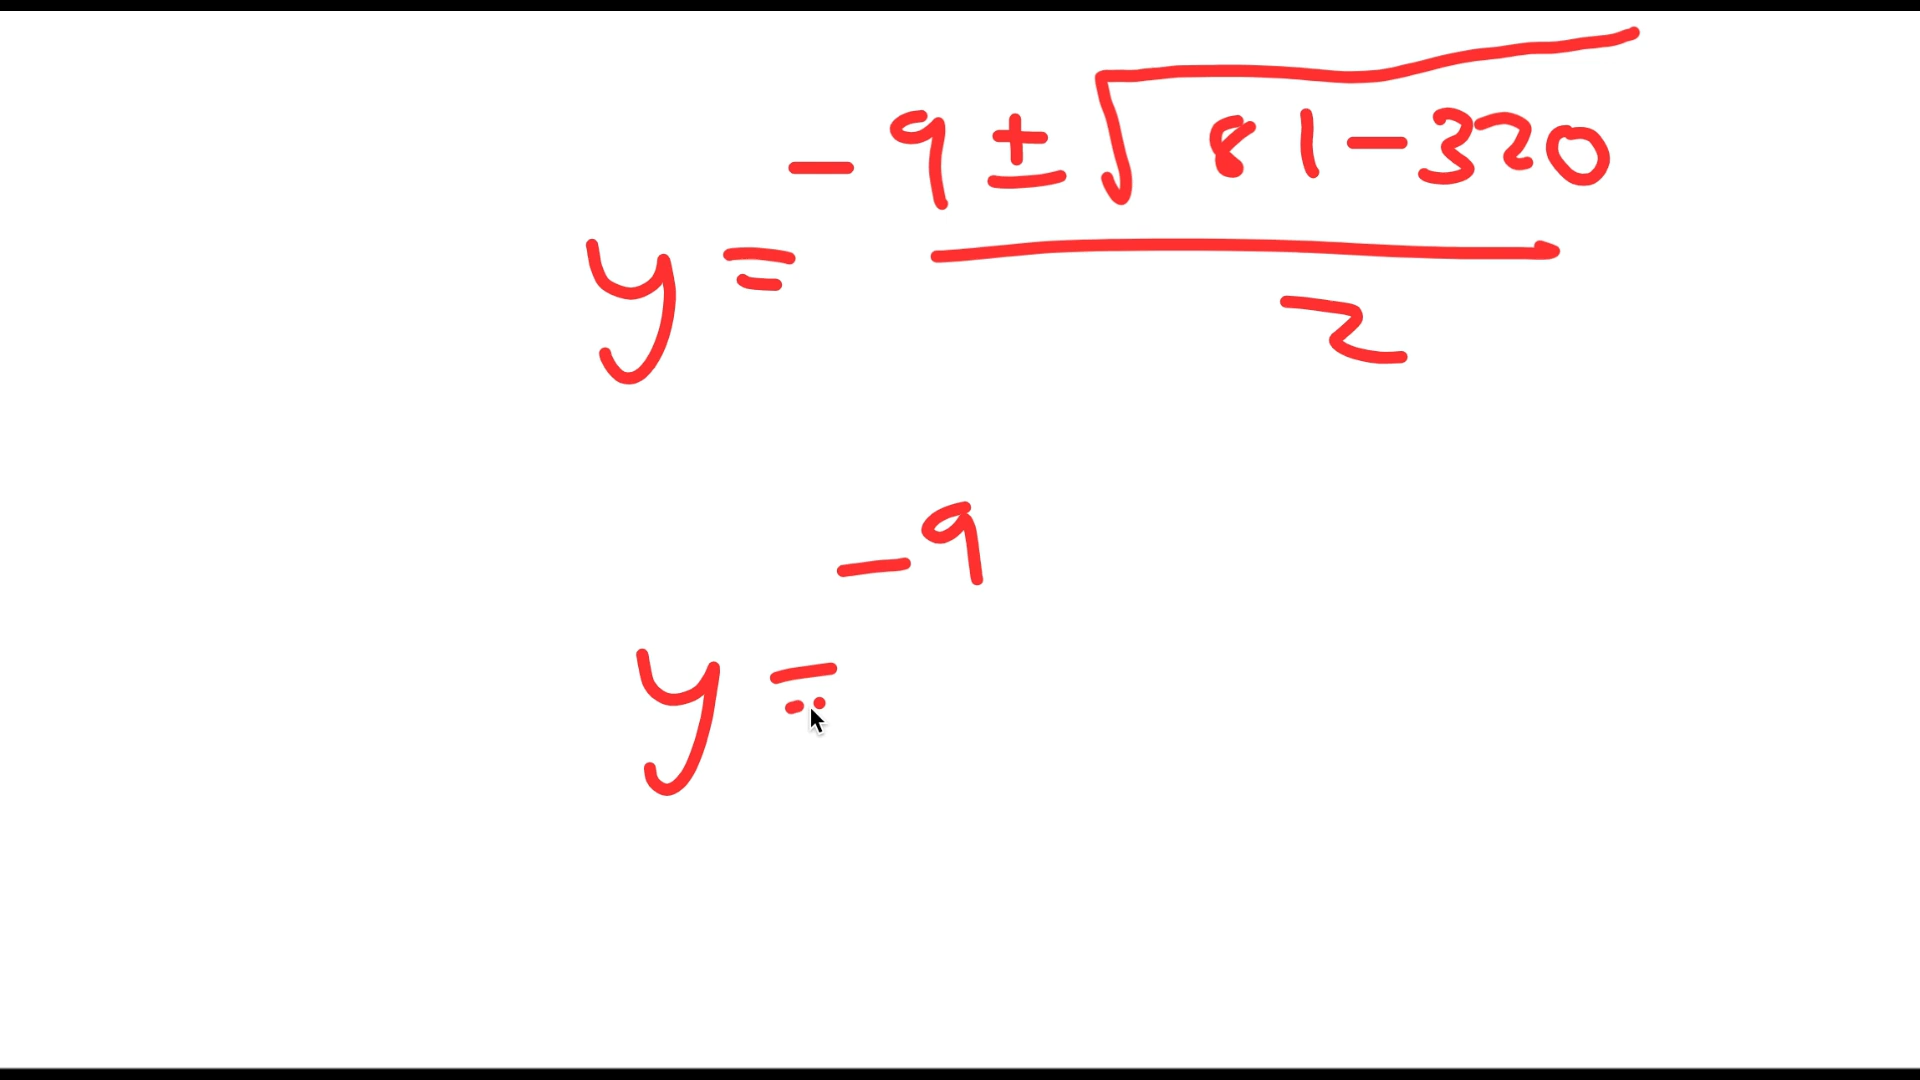 y = -9 ± √81-320 / 2
y = -9